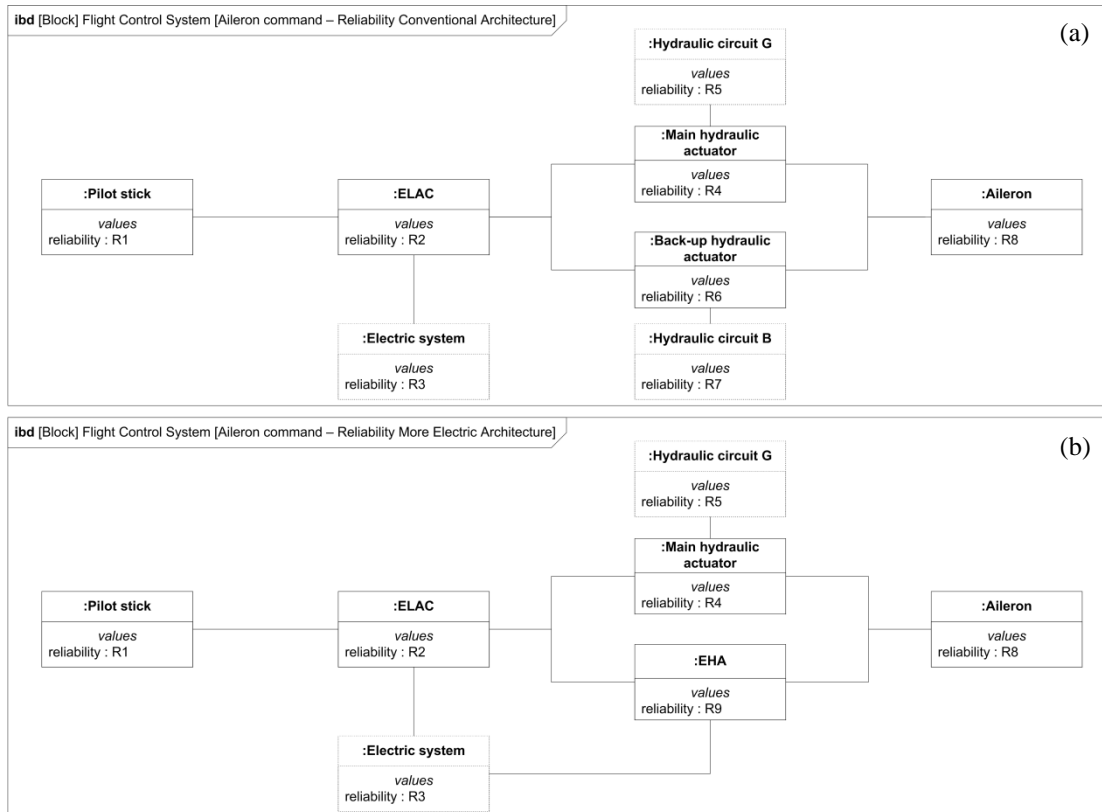 ibd [Block] Flight Control System [Aileron command – Reliability Conventional Architecture]
(a)
:Hydraulic circuit G
values
reliability : R5
:Main hydraulic
actuator
values
reliability : R4
:Pilot stick
values
reliability : R1
:ELAC
values
reliability : R2
:Aileron
values
reliability : R8
:Back-up hydraulic
actuator
values
reliability : R6
:Electric system
values
reliability : R3
:Hydraulic circuit B
values
reliability : R7
ibd [Block] Flight Control System [Aileron command – Reliability More Electric Architecture]
(b)
:Hydraulic circuit G
values
reliability : R5
:Main hydraulic
actuator
values
reliability : R4
:Pilot stick
values
reliability : R1
:ELAC
values
reliability : R2
:Aileron
values
reliability : R8
:EHA
values
reliability : R9
:Electric system
values
reliability : R3